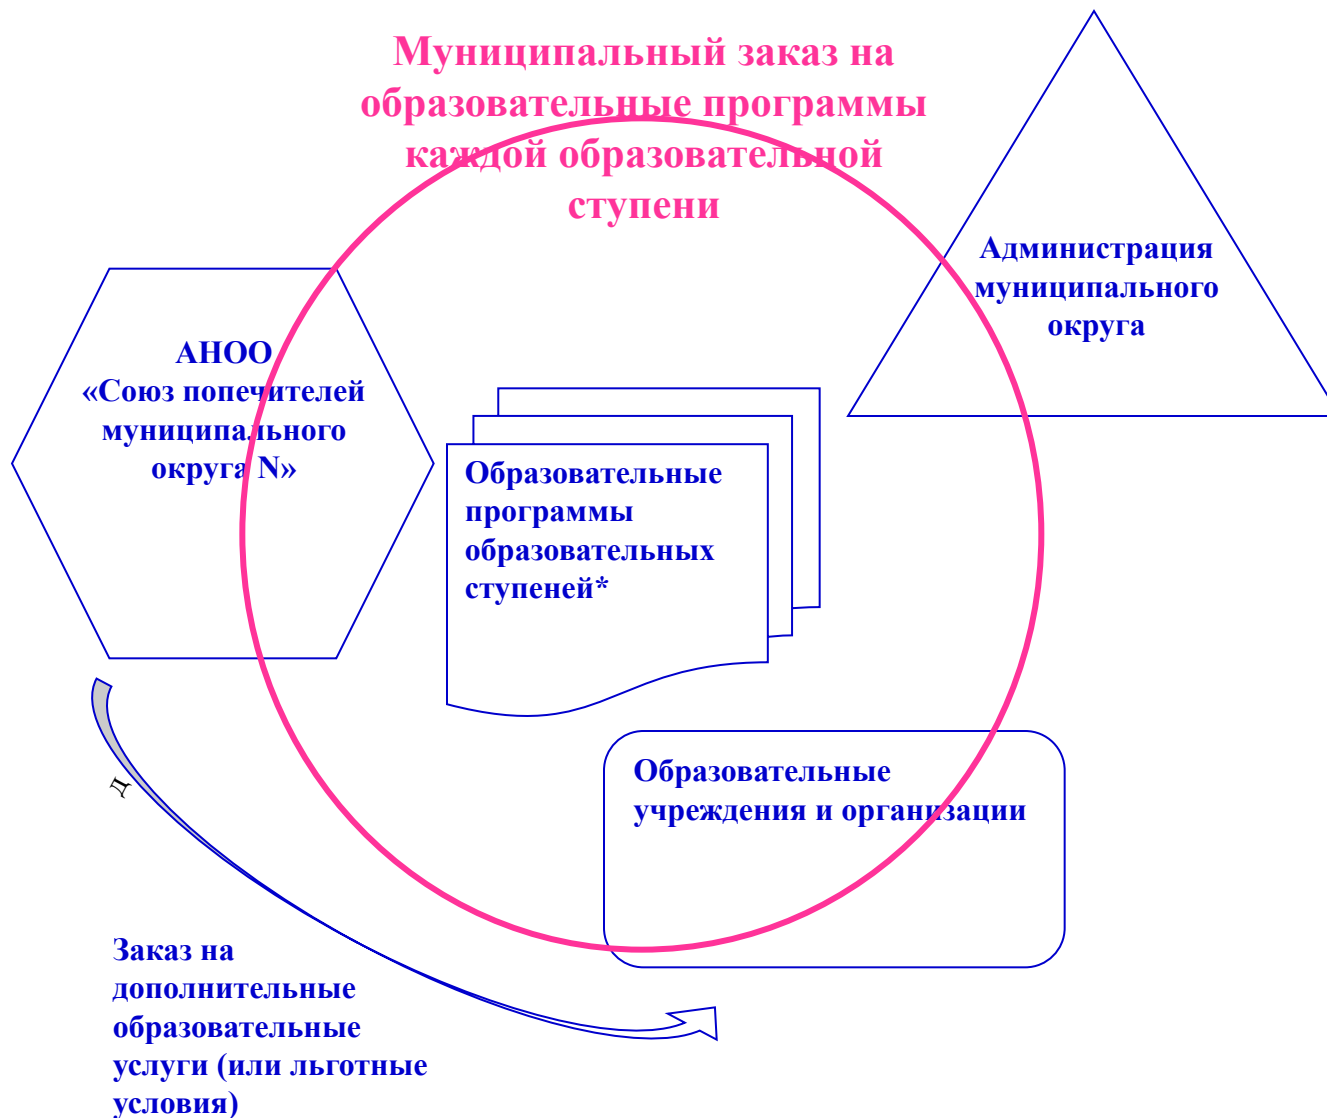 Муниципальный заказ на
образовательные программы
каждой образовательной
ступени
Администрация
муниципального
округа
АНОО
«Союз попечителей
муниципального
округа N»
Образовательные
программы
образовательных
ступеней*
Образовательные
учреждения и организации
д
Заказ на
дополнительные
образовательные
услуги (или льготные
условия)